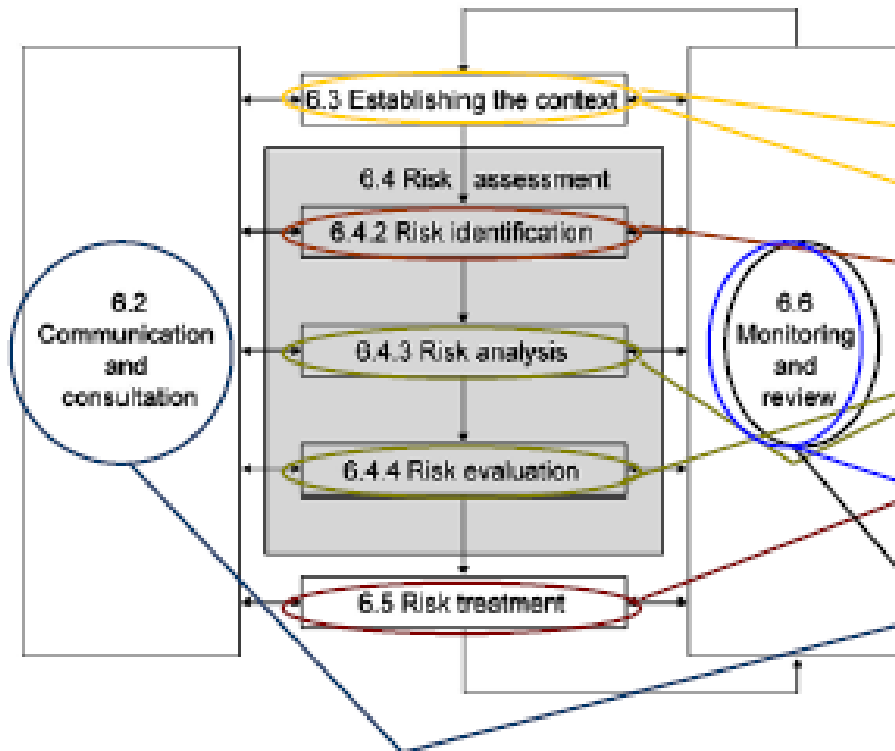 6.3 Establishing the context
6.4 Risk assessment
6.4.2 Risk identification
6.2
Communication
and
consultation
6.6
Monitoring
and
review
6.4.3 Risk analysis
6.4.4 Risk evaluation
6.5 Risk treatment